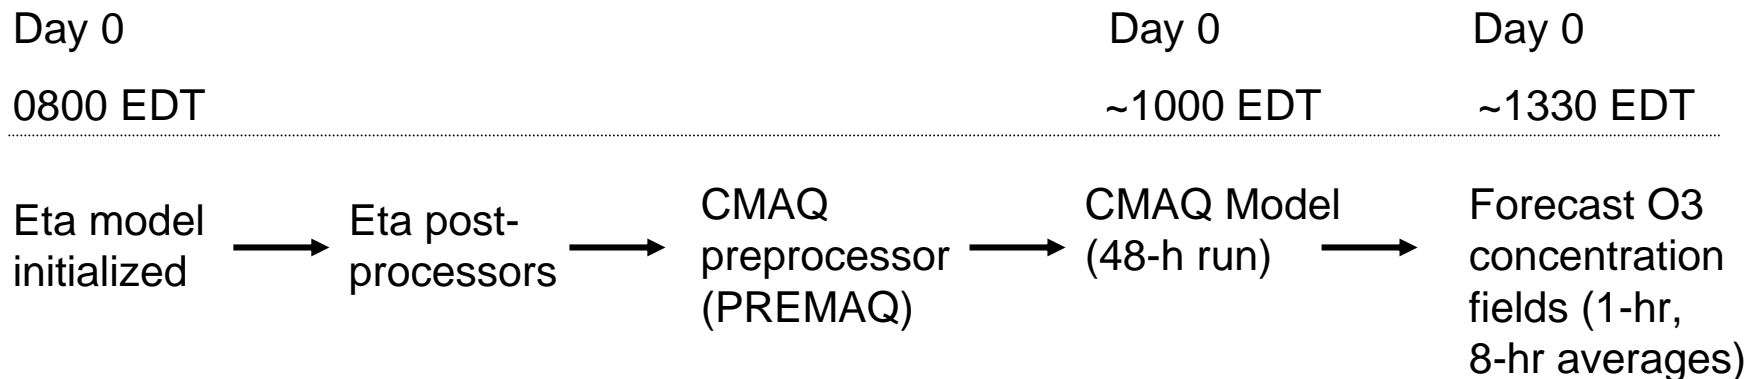 Day 0
0800 EDT
Day 0
~1000 EDT
Day 0
~1330 EDT
Eta model
initialized
Eta post-
processors
CMAQ
preprocessor
(PREMAQ)
CMAQ Model
(48-h run)
Forecast O3
concentration
fields (1-hr,
8-hr averages)